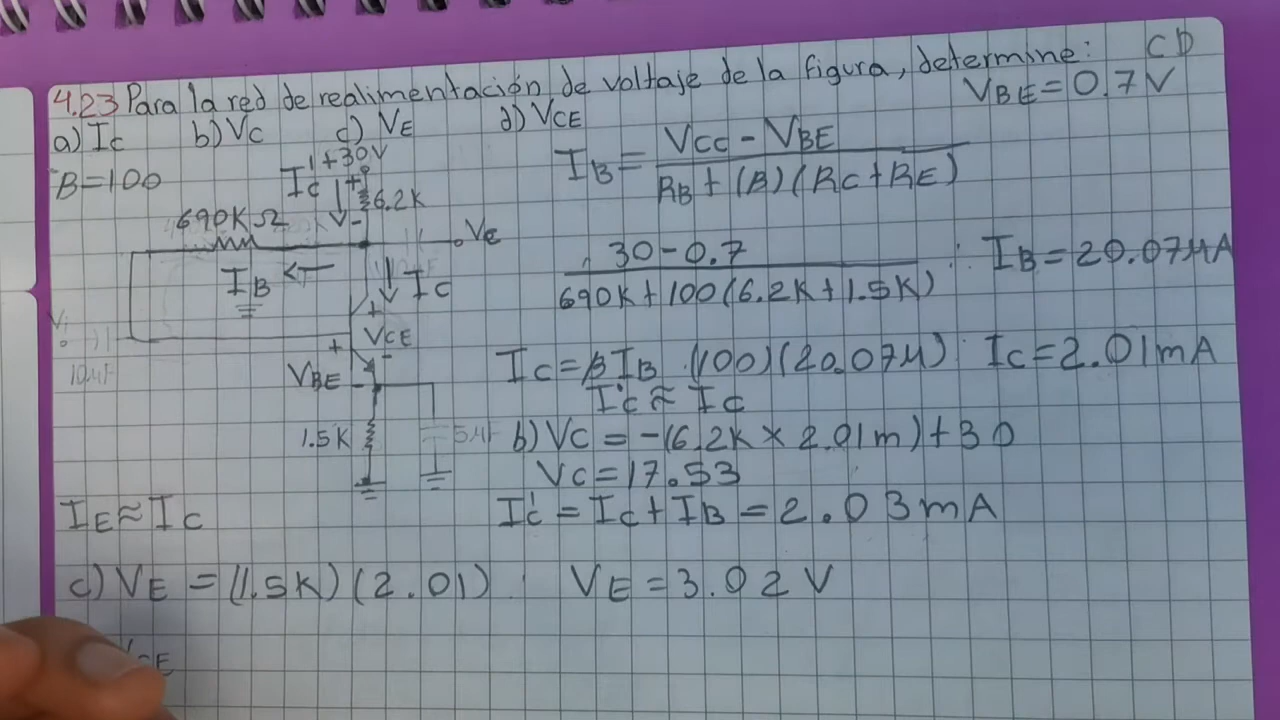 4.23 Para la red de realimentación de voltaje de la figura, determine: CD
a) Ic b) Vc c) VE d) VCE VBE=0.7V
B=100
I'c +30V
6.2K
690KΩ
VE
IB
Ic
Vi
VCE
+
-
10µF
VBE
1.5K
5µF
IE≈Ic
IB = VCC - VBE
RB + (B)(RC+RE)
30-0.7
690K+100(6.2K+1.5K) : IB=20.07µA
Ic=βIB (100)(20.07µ) : Ic=2.01mA
I'c ≈ Ic
b) Vc = -(6.2K × 2.01m)+30
Vc=17.53
I'c = Ic+IB = 2.03mA
c) VE = (1.5K)(2.01) VE=3.02V